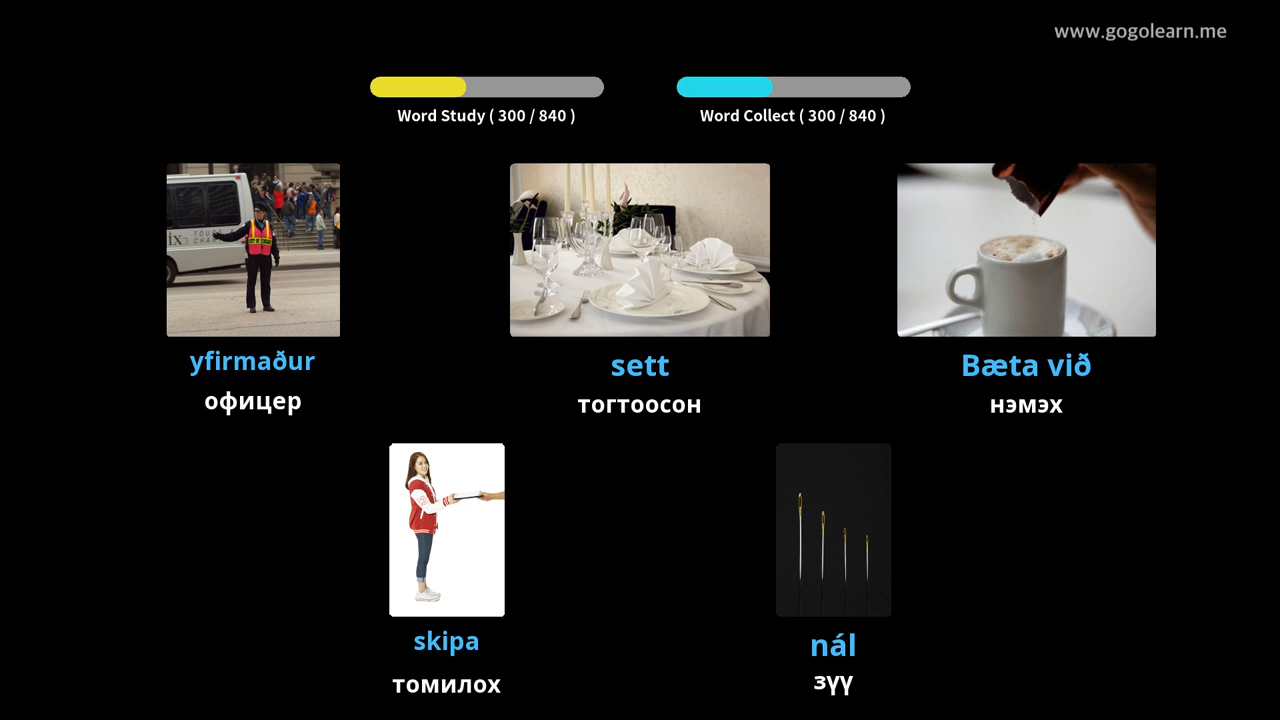 www.gogolearn.me
Word Study ( 300 / 840 )
Word Collect ( 300 / 840 )
yfirmaður
офицер
sett
тогтоосон
Bæta við
нэмэх
skipa
томилох
nál
зүү